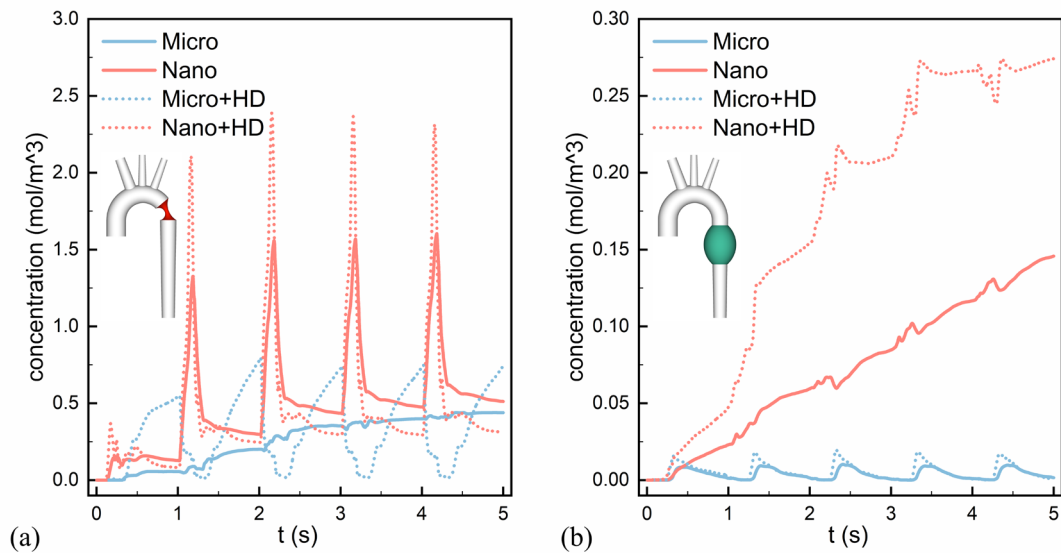 3.0
2.5
2.0
1.5
1.0
0.5
0.0
concentration (mol/m^3)
Micro
Nano
Micro+HD
Nano+HD
0 1 2 3 4 5
t (s)
(a)
0.30
0.25
0.20
0.15
0.10
0.05
0.00
concentration (mol/m^3)
Micro
Nano
Micro+HD
Nano+HD
0 1 2 3 4 5
t (s)
(b)